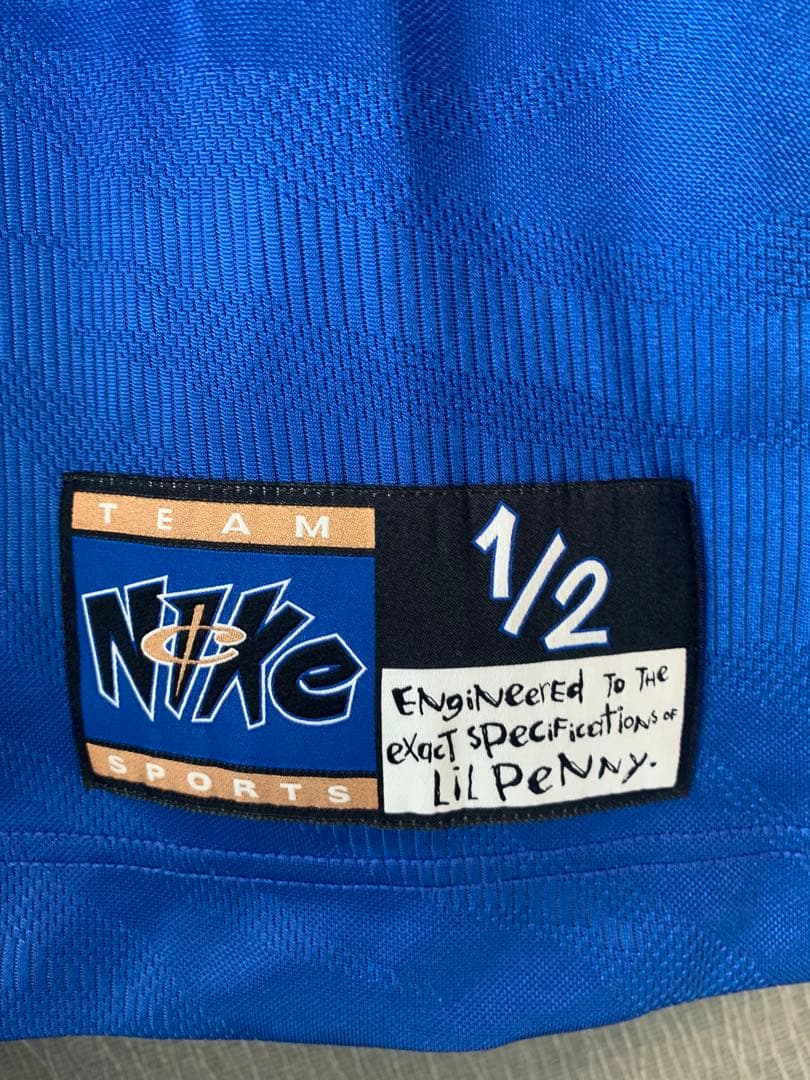 TEAM
NIKE
SPORTS
1/2
ENgiNeerEd To THe
exacT SPeciFicatioNs oF
LiL PeNNy.